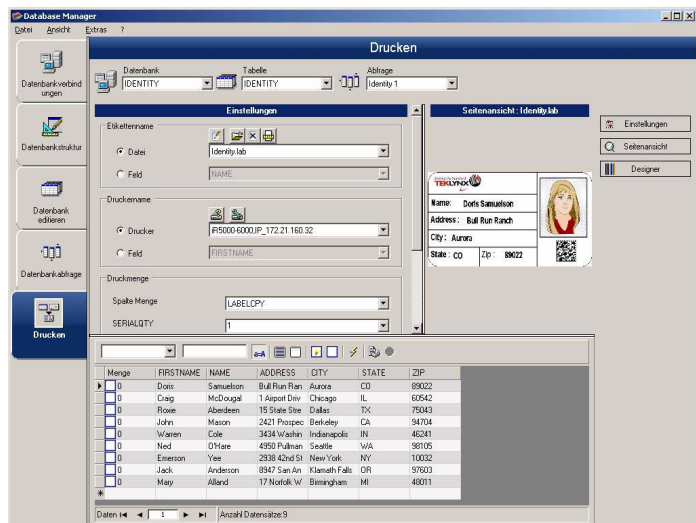 Database Manager
Datei Ansicht Extras ?
Drucken
Datenbank Tabelle Abfrage
IDENTITY IDENTITY Identity 1
Datenbankverbind
ungen
Datenbankstruktur
Datenbank
editieren
Datenbankabfrage
Drucken
Einstellungen
Etikettenname
Datei Identity.lab
Feld NAME
Druckername
Drucker iR5000-6000,IP_172.21.160.32
Feld FIRSTNAME
Druckmenge
Spalte Menge LABELCPY
SERIALQTY 1
Seitenansicht : Identity.lab
TEKLYNX
Name: Doris Samuelson
Address : Bull Run Ranch
City : Aurora
State : CO Zip : 89022
Einstellungen
Seitenansicht
Designer
a=A
Menge FIRSTNAME NAME ADDRESS CITY STATE ZIP
0 Doris Samuelson Bull Run Ran Aurora CO 89022
0 Craig McDougal 1 Airport Driv Chicago IL 60542
0 Roxie Aberdeen 15 State Stre Dallas TX 75043
0 John Mason 2421 Prospec Berkeley CA 94704
0 Warren Cole 3434 Washin Indianapolis IN 46241
0 Ned O'Hare 4950 Pullman Seattle WA 98105
0 Emerson Yee 2938 42nd St New York NY 10032
0 Jack Anderson 8947 San An Klamath Falls OR 97603
0 Mary Alland 17 Norfolk W Birmingham MI 48011
Daten 1 Anzahl Datensätze:9